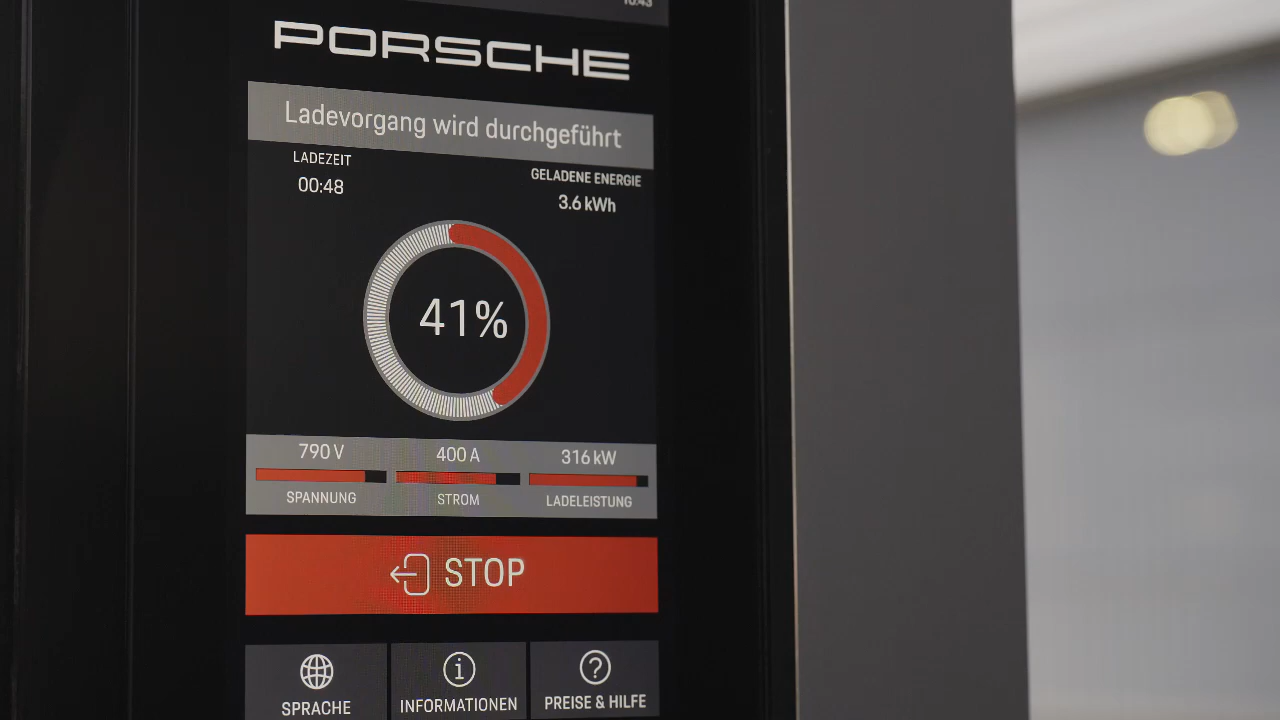 PORSCHE
Ladevorgang wird durchgeführt
LADEZEIT
00:48
GELADENE ENERGIE
3.6 kWh
41%
790 V
400 A
316 kW
SPANNUNG
STROM
LADELEISTUNG
STOP
SPRACHE
INFORMATIONEN
PREISE & HILFE